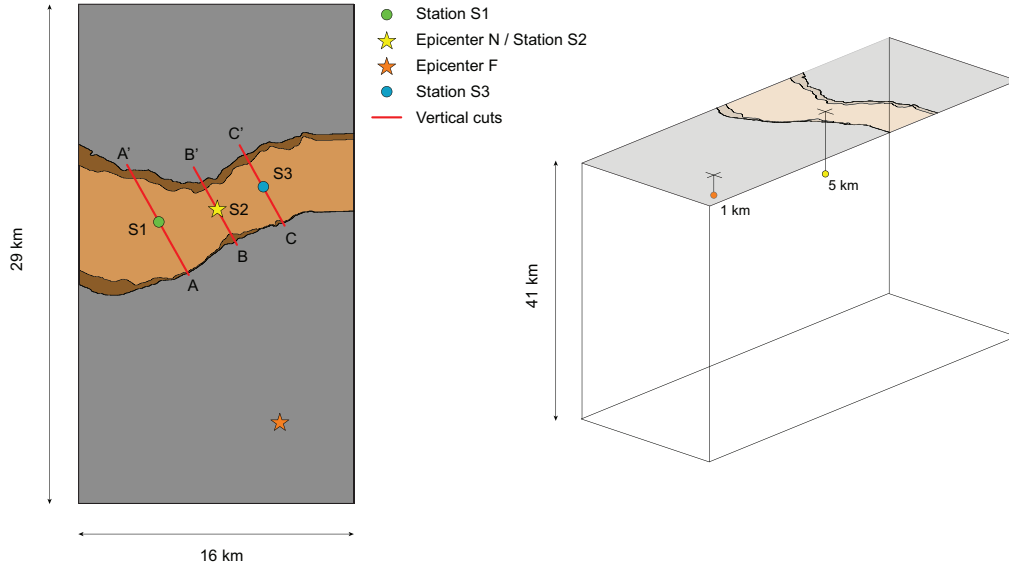 Station S1
Epicenter N / Station S2
Epicenter F
Station S3
Vertical cuts
A'
B'
C'
S1
S2
S3
A
B
C
29 km
16 km
41 km
1 km
5 km